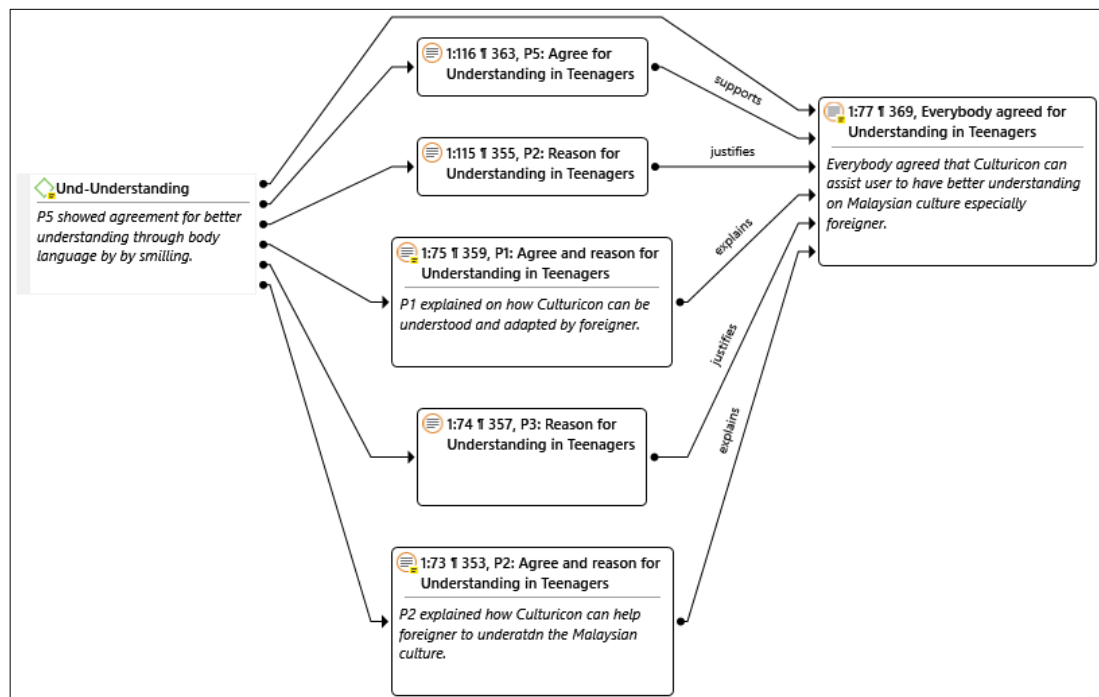 Und-Understanding
P5 showed agreement for better
understanding through body
language by by smilling.
1:116 ¶ 363, P5: Agree for
Understanding in Teenagers
1:115 ¶ 355, P2: Reason for
Understanding in Teenagers
1:75 ¶ 359, P1: Agree and reason for
Understanding in Teenagers
P1 explained on how Culturicon can be
understood and adapted by foreigner.
1:74 ¶ 357, P3: Reason for
Understanding in Teenagers
1:73 ¶ 353, P2: Agree and reason for
Understanding in Teenagers
P2 explained how Culturicon can help
foreigner to underatdn the Malaysian
culture.
supports
justifies
explains
justifies
explains
1:77 ¶ 369, Everybody agreed for
Understanding in Teenagers
Everybody agreed that Culturicon can
assist user to have better understanding
on Malaysian culture especially
foreigner.